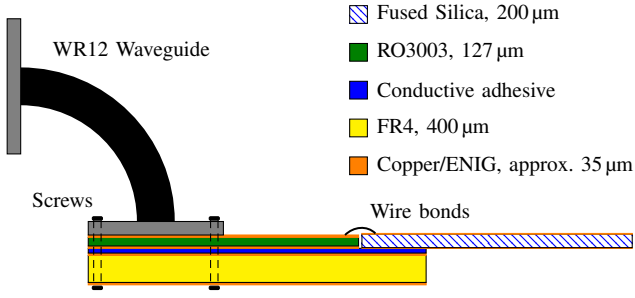 Fused Silica, 200 μm
WR12 Waveguide
RO3003, 127 μm
Conductive adhesive
FR4, 400 μm
Copper/ENIG, approx. 35 μm
Screws
Wire bonds